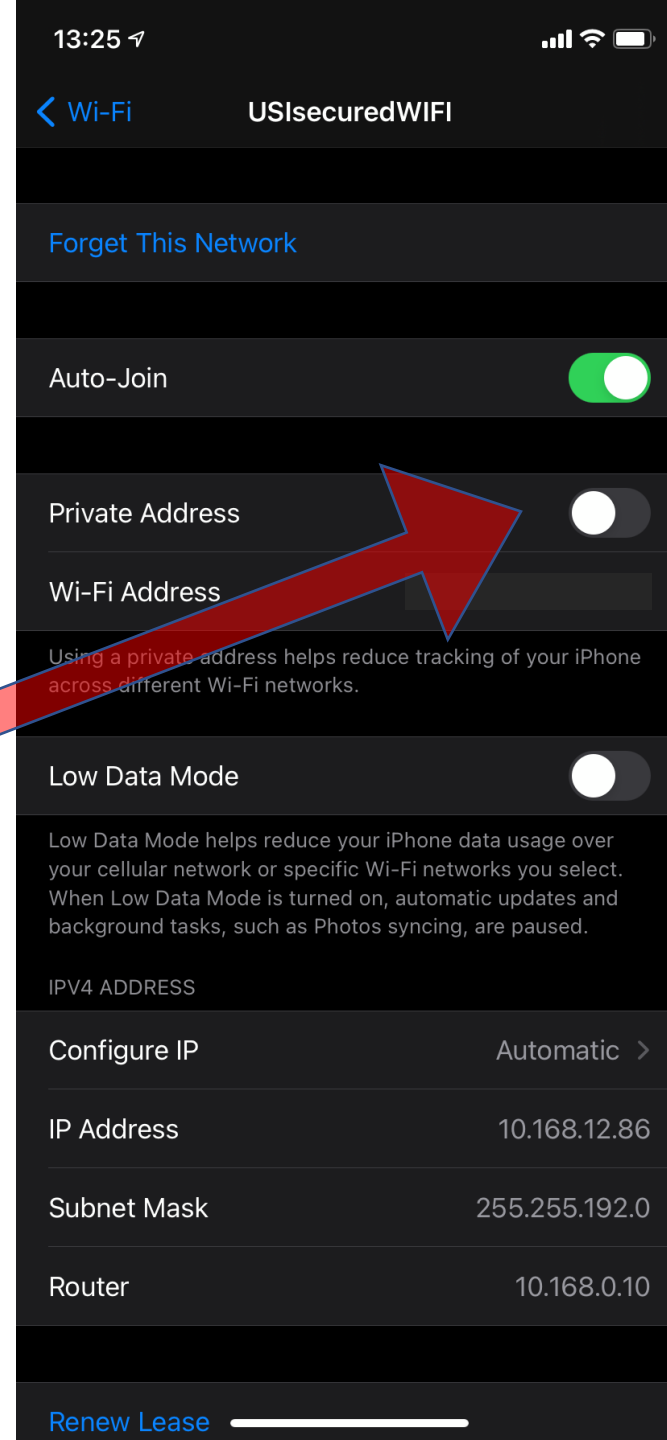 13:25
Wi-Fi USIsecuredWIFI
Forget This Network
Auto-Join
Private Address
Wi-Fi Address
Using a private address helps reduce tracking of your iPhone
across different Wi-Fi networks.
Low Data Mode
Low Data Mode helps reduce your iPhone data usage over
your cellular network or specific Wi-Fi networks you select.
When Low Data Mode is turned on, automatic updates and
background tasks, such as Photos syncing, are paused.
IPV4 ADDRESS
Configure IP Automatic
IP Address 10.168.12.86
Subnet Mask 255.255.192.0
Router 10.168.0.10
Renew Lease